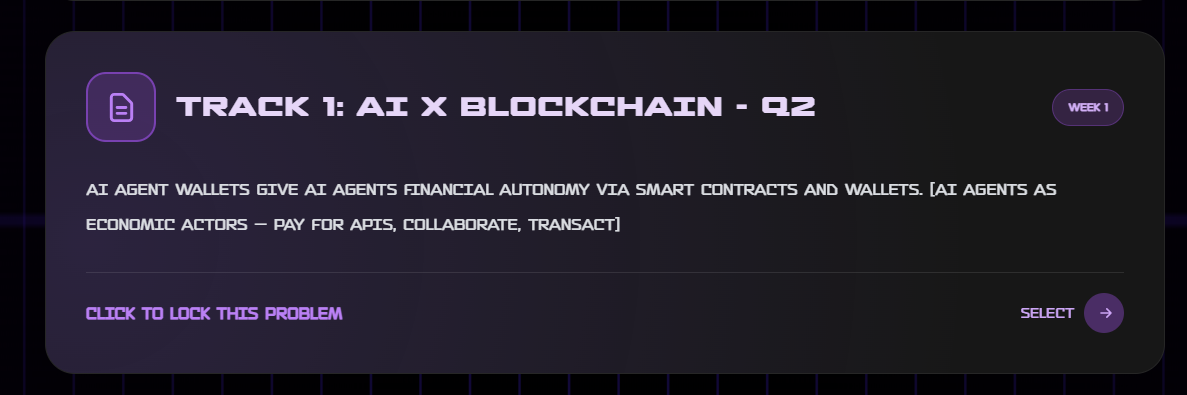 TRACK 1: AI X BLOCKCHAIN - Q2
WEEK 1
AI AGENT WALLETS GIVE AI AGENTS FINANCIAL AUTONOMY VIA SMART CONTRACTS AND WALLETS. [AI AGENTS AS
ECONOMIC ACTORS — PAY FOR APIS, COLLABORATE, TRANSACT]
CLICK TO LOCK THIS PROBLEM
SELECT →